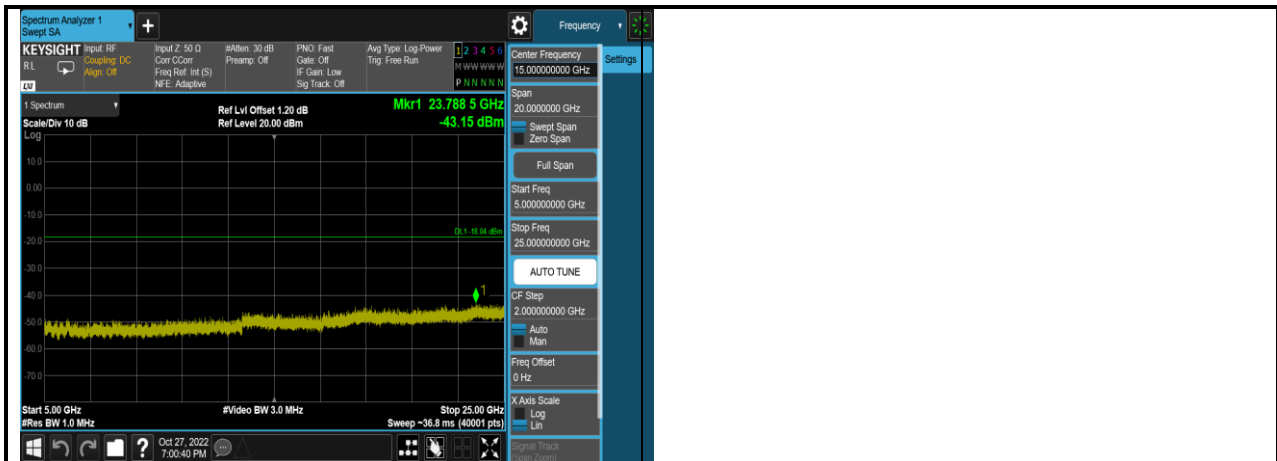 Spectrum Analyzer 1
Swept SA
Frequency
KEYSIGHT
RL
LXI
Input: RF
Coupling: DC
Align: Off
Input Z: 50 Ω
Corr CCorr
Freq Ref: Int (S)
NFE: Adaptive
#Atten: 30 dB
Preamp: Off
PNO: Fast
Gate: Off
IF Gain: Low
Sig Track: Off
Avg Type: Log-Power
Trig: Free Run
1 2 3 4 5 6
M W W W W W
P N N N N N
1 Spectrum
Scale/Div 10 dB
Log
Ref Lvl Offset 1.20 dB
Ref Level 20.00 dBm
Mkr1 23.788 5 GHz
-43.15 dBm
10.0
0.00
-10.0
DL1 -18.04 dBm
-20.0
-30.0
1
-40.0
-50.0
-60.0
-70.0
Start 5.00 GHz
#Res BW 1.0 MHz
#Video BW 3.0 MHz
Stop 25.00 GHz
Sweep ~36.8 ms (40001 pts)
?
Oct 27, 2022
7:00:40 PM
Center Frequency
15.000000000 GHz
Settings
Span
20.0000000 GHz
Swept Span
Zero Span
Full Span
Start Freq
5.000000000 GHz
Stop Freq
25.000000000 GHz
AUTO TUNE
CF Step
2.000000000 GHz
Auto
Man
Freq Offset
0 Hz
X Axis Scale
Log
Lin
Signal Track
(Span Zoom)